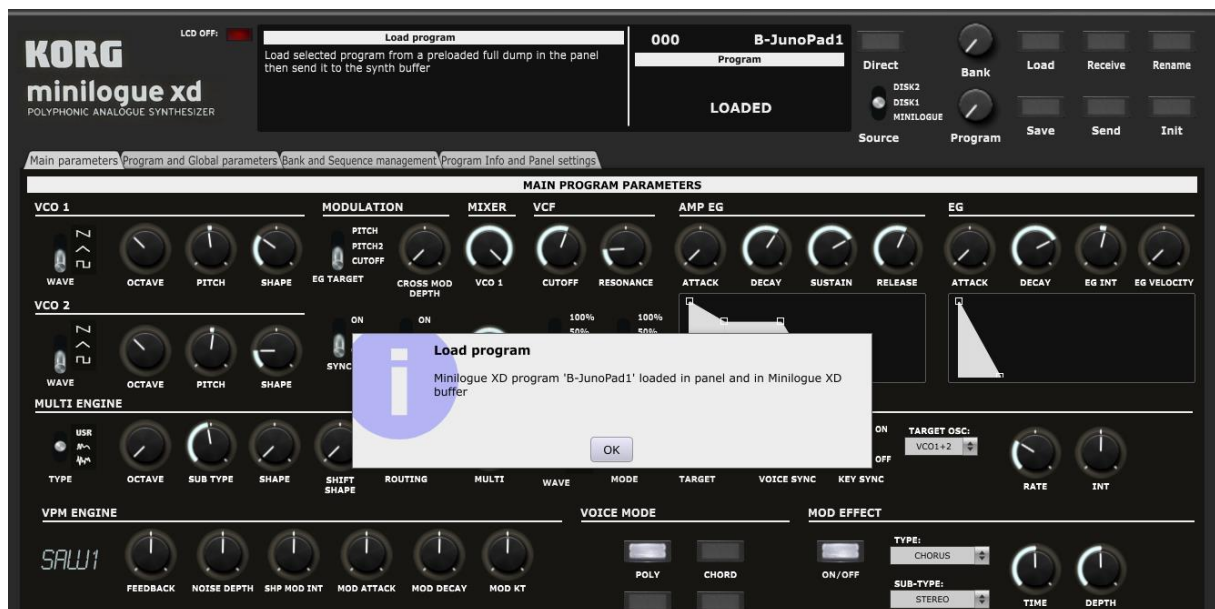 LCD OFF:
KORG
minilogue xd
POLYPHONIC ANALOGUE SYNTHESIZER
Load program
Load selected program from a preloaded full dump in the panel
then send it to the synth buffer
000 B-JunoPad1
Program
LOADED
Direct
Bank
Load
Receive
Rename
DISK2
DISK1
MINILOGUE
Source
Program
Save
Send
Init
Main parameters
Program and Global parameters
Bank and Sequence management
Program Info and Panel settings
MAIN PROGRAM PARAMETERS
VCO 1
MODULATION
MIXER
VCF
AMP EG
EG
PITCH
PITCH2
CUTOFF
WAVE
OCTAVE
PITCH
SHAPE
EG TARGET
CROSS MOD
DEPTH
VCO 1
CUTOFF
RESONANCE
ATTACK
DECAY
SUSTAIN
RELEASE
ATTACK
DECAY
EG INT
EG VELOCITY
VCO 2
ON
ON
100%
50%
100%
50%
WAVE
OCTAVE
PITCH
SHAPE
SYNC
Load program
Minilogue XD program 'B-JunoPad1' loaded in panel and in Minilogue XD
buffer
OK
MULTI ENGINE
USR
TYPE
OCTAVE
SUB TYPE
SHAPE
SHIFT
SHAPE
ROUTING
MULTI
WAVE
MODE
TARGET
VOICE SYNC
KEY SYNC
ON
OFF
TARGET OSC:
VCO1+2
RATE
INT
VPM ENGINE
VOICE MODE
MOD EFFECT
SAW1
FEEDBACK
NOISE DEPTH
SHP MOD INT
MOD ATTACK
MOD DECAY
MOD KT
POLY
CHORD
ON/OFF
TYPE:
CHORUS
SUB-TYPE:
STEREO
TIME
DEPTH